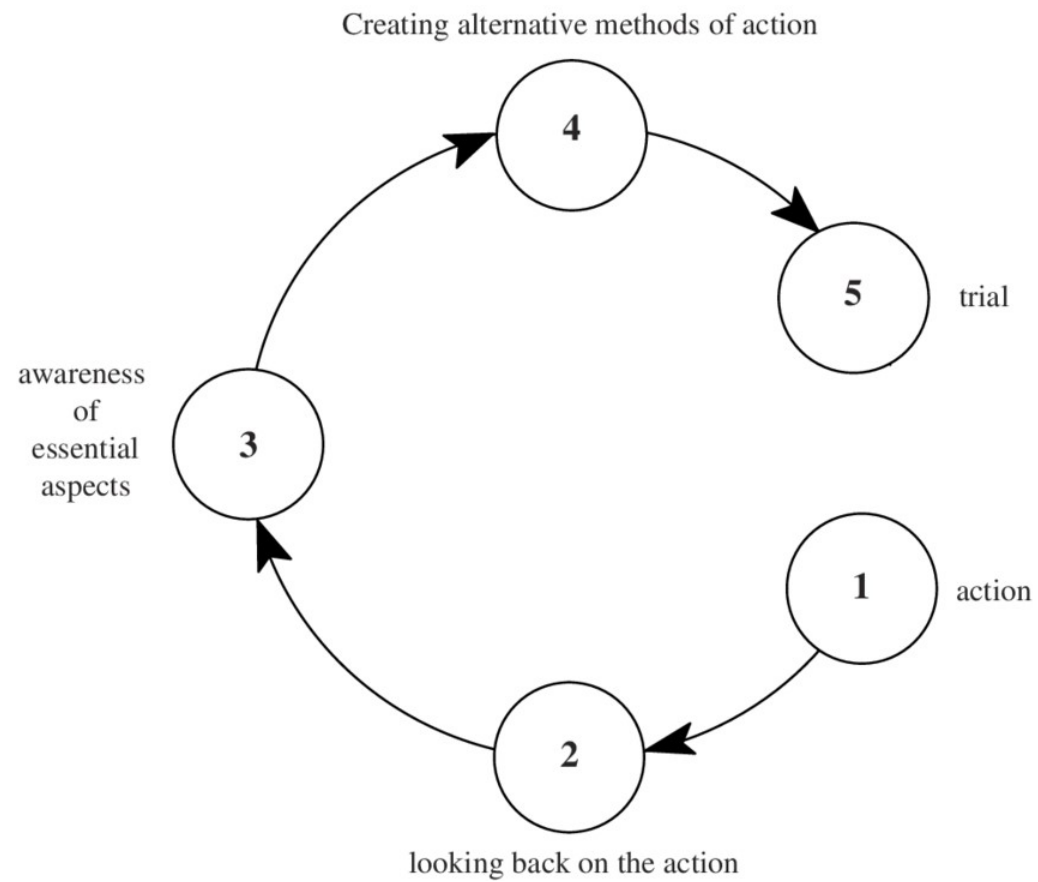 Creating alternative methods of action
4
5
trial
awareness
of
essential
aspects
3
1
action
2
looking back on the action